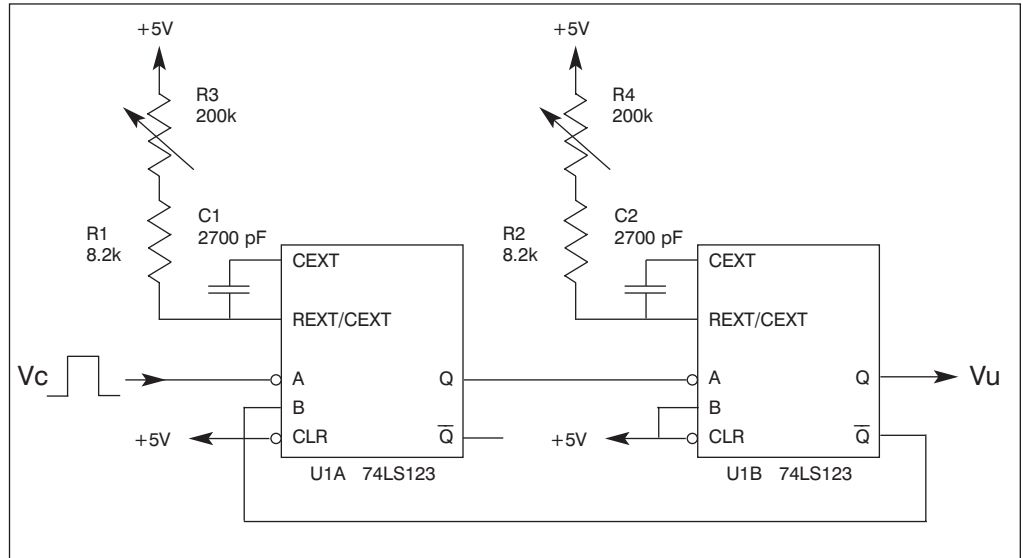 +5V
R3
200k
R1
8.2k
C1
2700 pF
CEXT
REXT/CEXT
Vc
A
B
CLR
Q
Q̅
+5V
U1A 74LS123
+5V
R4
200k
R2
8.2k
C2
2700 pF
CEXT
REXT/CEXT
A
B
CLR
Q
Q̅
+5V
Vu
U1B 74LS123